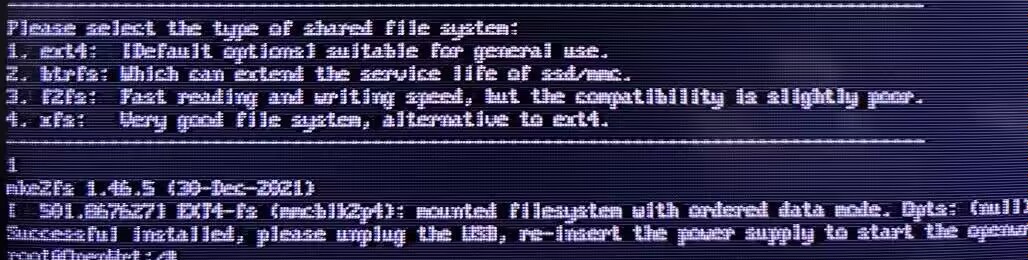 Please select the type of shared file system:
1. ext4: [Default options] suitable for general use.
2. btrfs: Which can extend the service life of ssd/mmc.
3. f2fs: Fast reading and writing speed, but the compatibility is slightly poor.
4. xfs: Very good file system, alternative to ext4.
1
mke2fs 1.46.5 (30-Dec-2021)
[ 501.867627] EXT4-fs (mmcblk2p4): mounted filesystem with ordered data mode. Opts: (null)
Successful installed, please unplug the USB, re-insert the power supply to start the openw
root@OpenWrt:/#